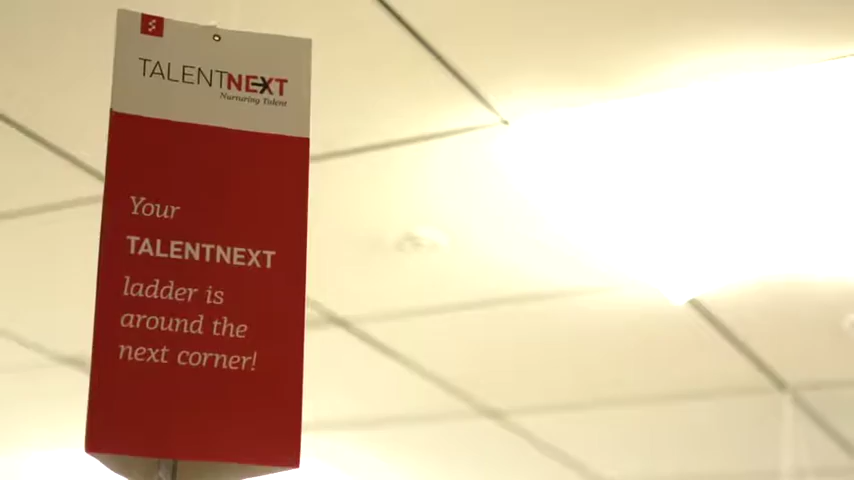 TALENTNEXT
Nurturing Talent
Your
TALENTNEXT
ladder is
around the
next corner!